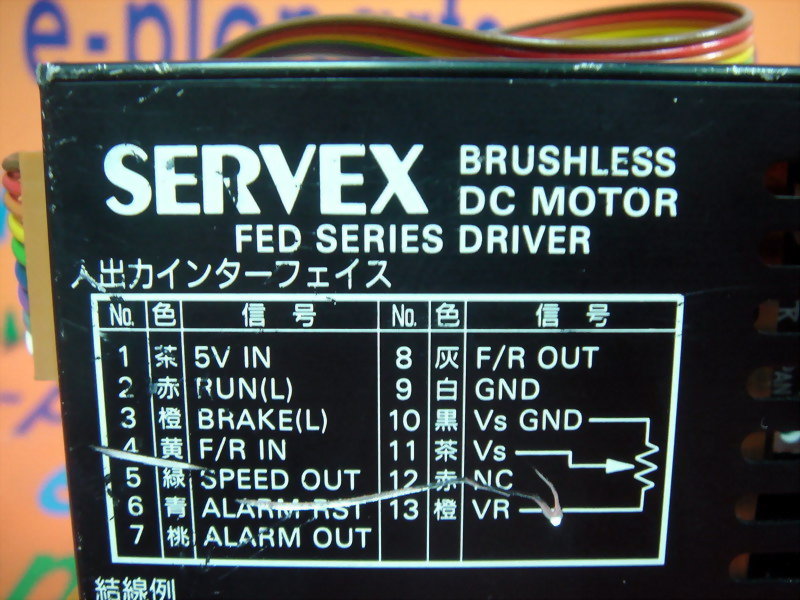 e-plan
SERVEX BRUSHLESS
DC MOTOR
FED SERIES DRIVER
入出力インターフェイス
No. 色 信号 No. 色 信号
1 茶 5V IN 8 灰 F/R OUT
2 赤 RUN(L) 9 白 GND
3 橙 BRAKE(L) 10 黒 Vs GND
4 黄 F/R IN 11 茶 Vs
5 緑 SPEED OUT 12 赤 NC
6 青 ALARM RST 13 橙 VR
7 桃 ALARM OUT
結線例